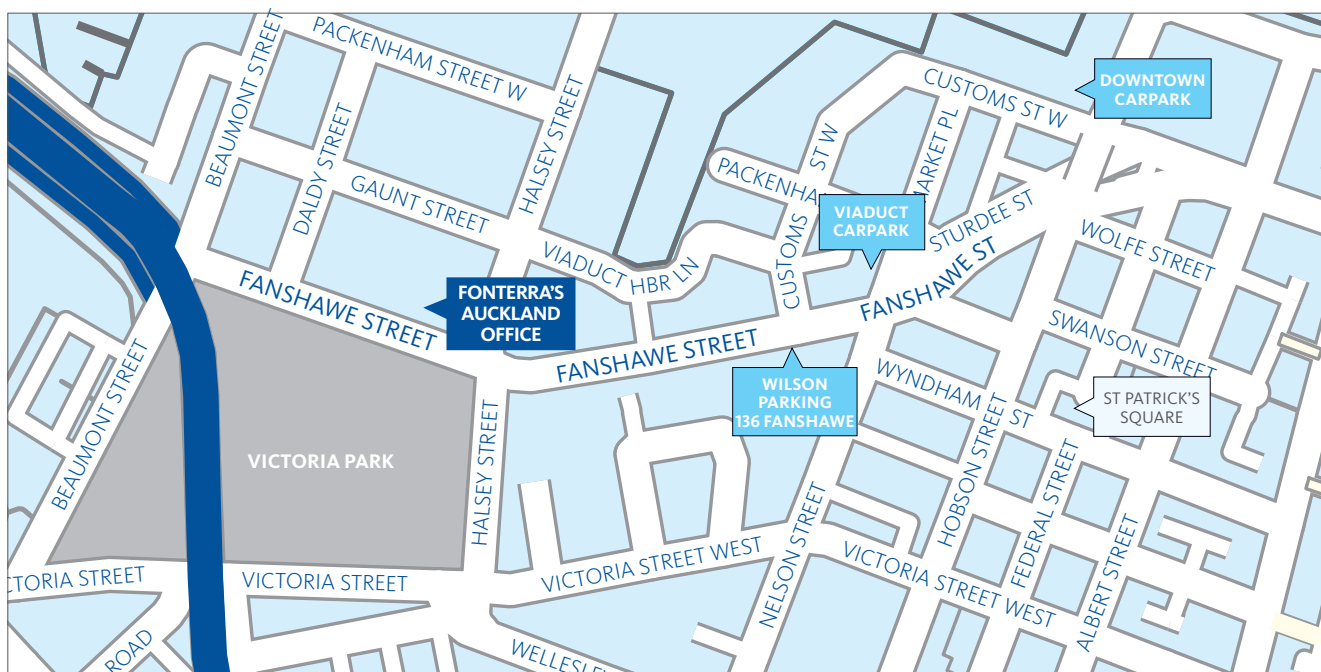 PACKENHAM STREET W
BEAUMONT STREET
DALDY STREET
HALSEY STREET
GAUNT STREET
VIADUCT HBR LN
CUSTOMS ST W
DOWNTOWN
CARPARK
MARKET PL
PACKENHA
CUSTOMS ST W
VIADUCT
CARPARK
STURDEE ST
WOLFE STREET
FANSHAWE STREET
FONTERRA'S
AUCKLAND
OFFICE
FANSHAWE STREET
FANSHAWE ST
SWANSON STREET
WILSON
PARKING
136 FANSHAWE
WYNDHAM ST
ST PATRICK'S
SQUARE
BEAUMONT STREET
VICTORIA PARK
HALSEY STREET
HOBSON STREET
FEDERAL STREET
NELSON STREET
ALBERT STREET
CTORIA STREET
VICTORIA STREET
VICTORIA STREET WEST
VICTORIA STREET WEST
ROAD
WELLESLE